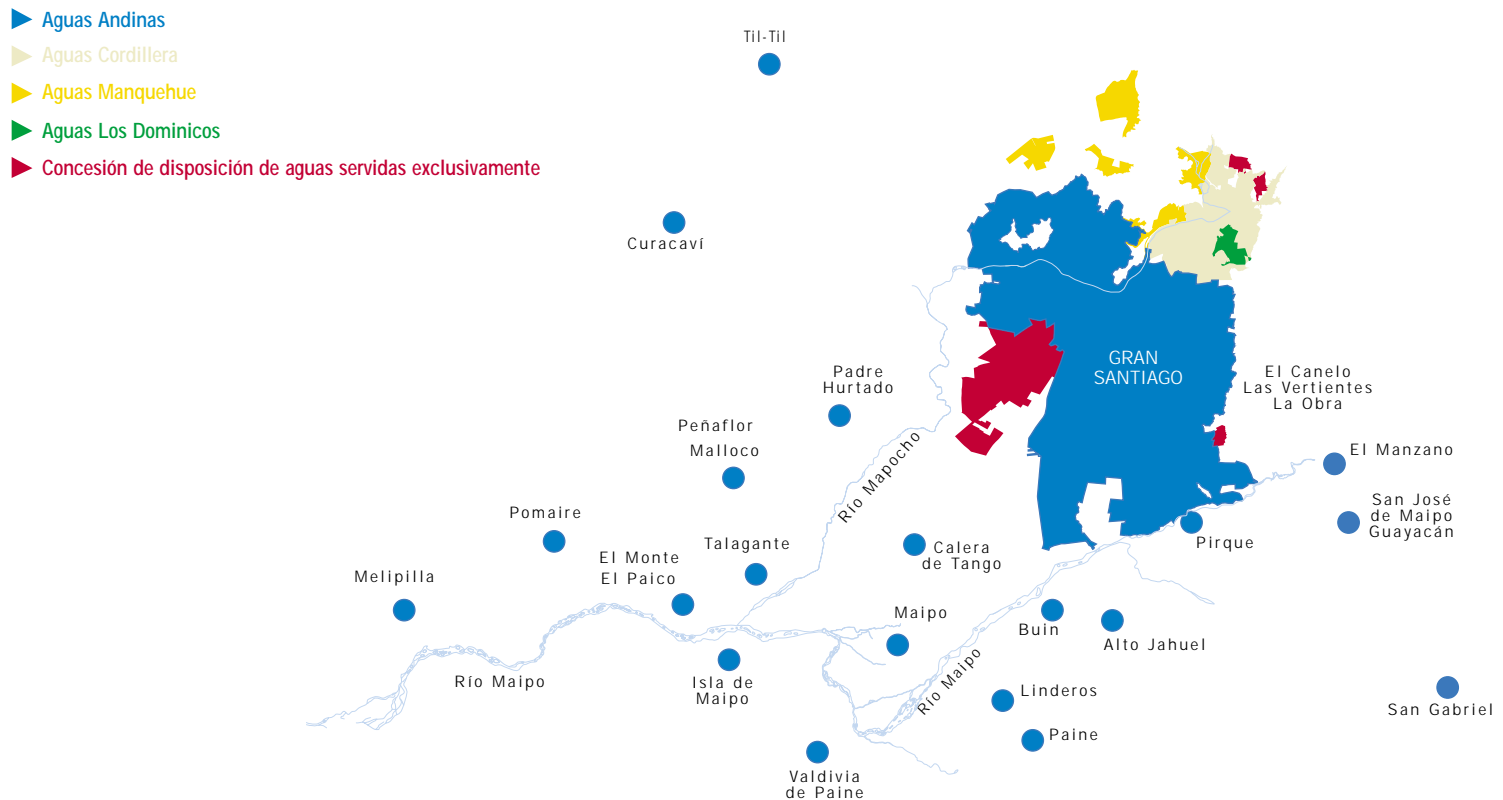 Aguas Andinas
Aguas Cordillera
Aguas Manquehue
Aguas Los Dominicos
Concesión de disposición de aguas servidas exclusivamente
Til-Til
Curacaví
GRAN
SANTIAGO
Padre
Hurtado
El Canelo
Las Vertientes
La Obra
Peñaflor
Malloco
Río Mapocho
El Manzano
San José
de Maipo
Guayacán
Pomaire
Talagante
El Monte
El Paico
Calera
de Tango
Pirque
Melipilla
Maipo
Buin
Alto Jahuel
Río Maipo
Isla de
Maipo
Río Maipo
Linderos
San Gabriel
Paine
Valdivia
de Paine